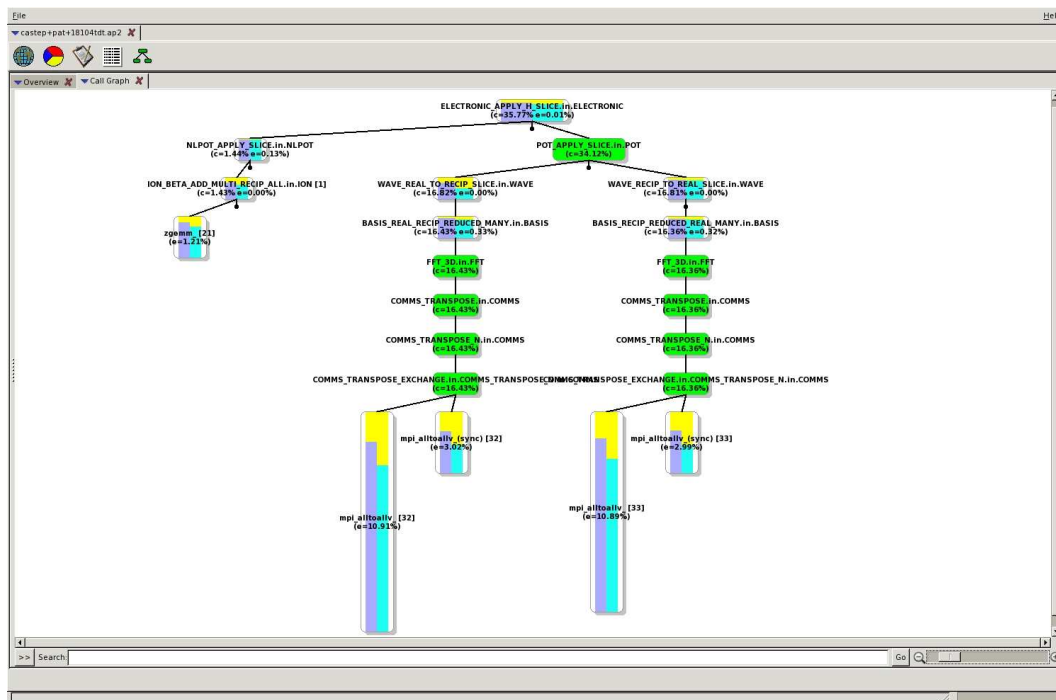 File
Hel
castep+pat+18104tdt.ap2
Overview
Call Graph
ELECTRONIC_APPLY_H_SLICE.in.ELECTRONIC
(c=35.77% e=0.01%)
NLPOT_APPLY_SLICE.in.NLPOT
(c=1.44% e=0.13%)
POT_APPLY_SLICE.in.POT
(c=34.12%)
ION_BETA_ADD_MULTI_RECIP_ALL.in.ION [1]
(c=1.43% e=0.00%)
WAVE_REAL_TO_RECIP_SLICE.in.WAVE
(c=16.82% e=0.00%)
WAVE_RECIP_TO_REAL_SLICE.in.WAVE
(c=16.81% e=0.00%)
zgemm_ [21]
(e=1.21%)
BASIS_REAL_RECIP_REDUCED_MANY.in.BASIS
(c=16.43% e=0.33%)
BASIS_RECIP_REDUCED_REAL_MANY.in.BASIS
(c=16.36% e=0.32%)
FFT_3D.in.FFT
(c=16.43%)
FFT_3D.in.FFT
(c=16.36%)
COMMS_TRANSPOSE.in.COMMS
(c=16.43%)
COMMS_TRANSPOSE.in.COMMS
(c=16.36%)
COMMS_TRANSPOSE_N.in.COMMS
(c=16.43%)
COMMS_TRANSPOSE_N.in.COMMS
(c=16.36%)
COMMS_TRANSPOSE_EXCHANGE.in.COMMS_TRANSPOSE
(c=16.43%)
TRANSPOSE_EXCHANGE.in.COMMS_TRANSPOSE_N.in.COMMS
(c=16.36%)
mpi_alltoallv_(sync) [32]
(e=3.02%)
mpi_alltoallv_(sync) [33]
(e=2.99%)
mpi_alltoallv_ [32]
(e=10.91%)
mpi_alltoallv_ [33]
(e=10.89%)
>> Search:
Go